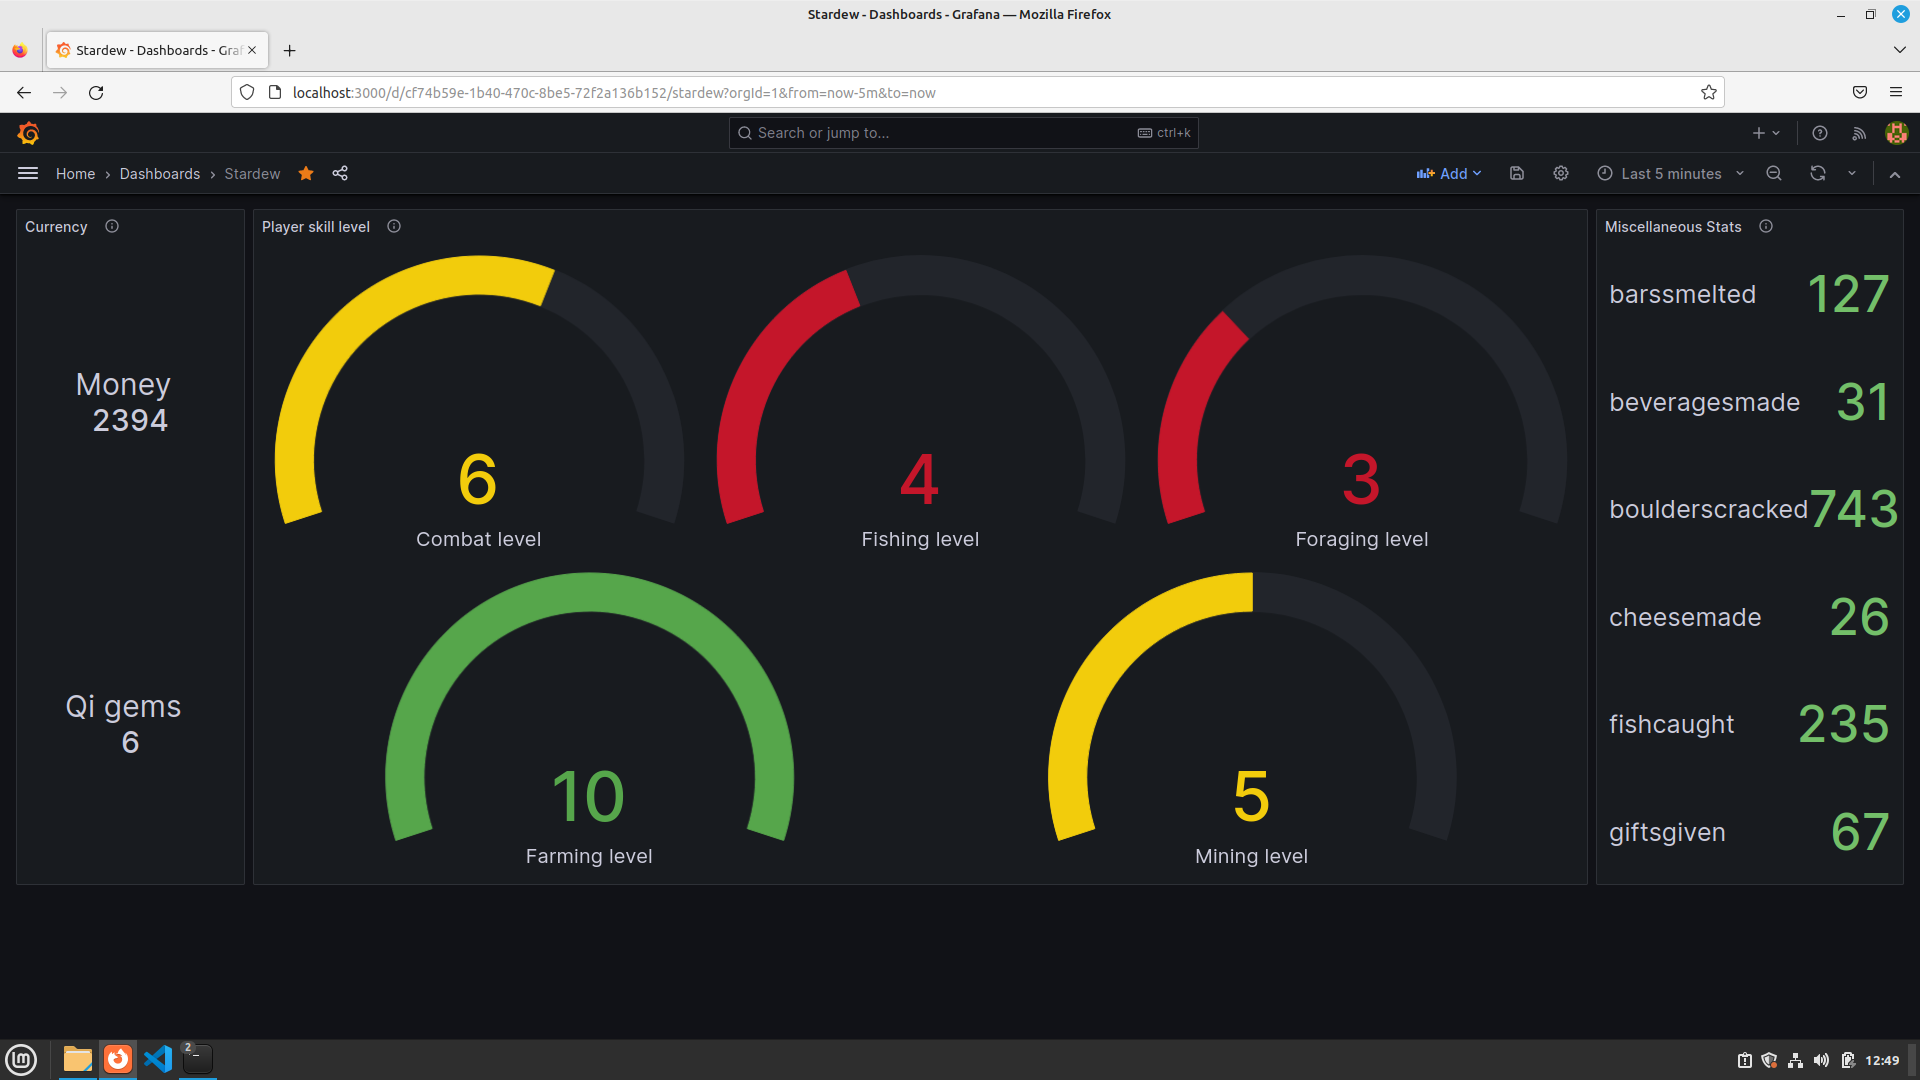 Stardew - Dashboards - Grafana — Mozilla Firefox
Stardew - Dashboards - Graf
localhost:3000/d/cf74b59e-1b40-470c-8be5-72f2a136b152/stardew?orgId=1&from=now-5m&to=now
Search or jump to... ctrl+k
Home › Dashboards › Stardew
Add
Last 5 minutes
Currency
Money
2394
Qi gems
6
Player skill level
6
Combat level
4
Fishing level
3
Foraging level
10
Farming level
5
Mining level
Miscellaneous Stats
barssmelted 127
beveragesmade 31
boulderscracked 743
cheesemade 26
fishcaught 235
giftsgiven 67
lm
2
12:49